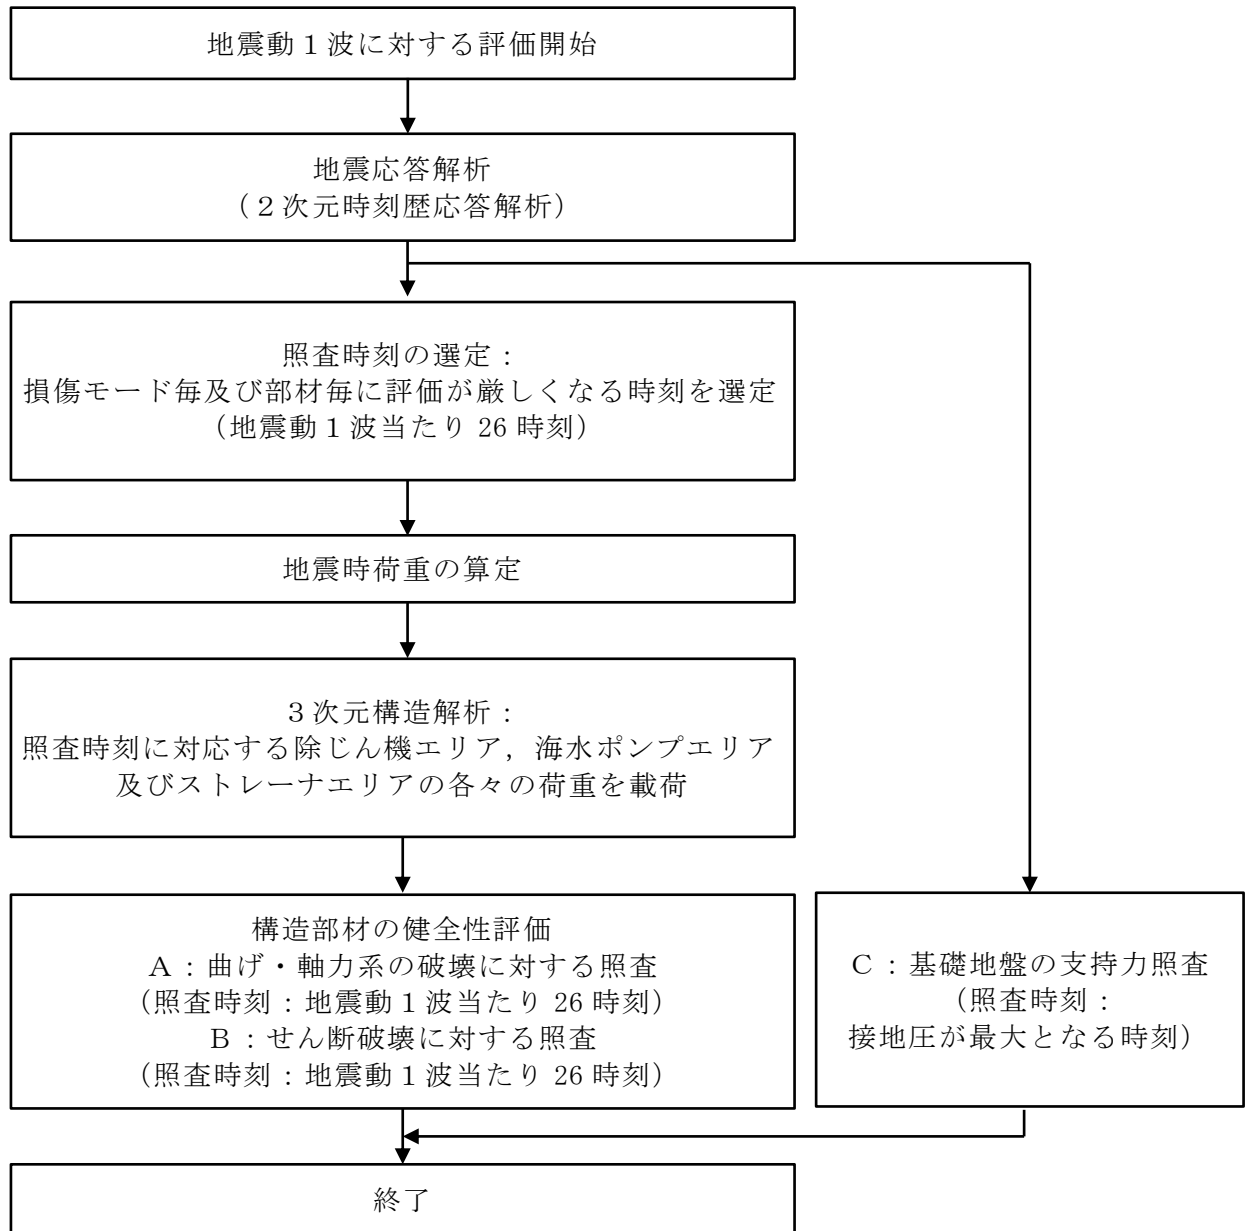 地震動１波に対する評価開始
地震応答解析
（２次元時刻歴応答解析）
照査時刻の選定：
損傷モード毎及び部材毎に評価が厳しくなる時刻を選定
（地震動１波当たり 26 時刻）
地震時荷重の算定
３次元構造解析：
照査時刻に対応する除じん機エリア，海水ポンプエリア
及びストレーナエリアの各々の荷重を載荷
構造部材の健全性評価
Ａ：曲げ・軸力系の破壊に対する照査
（照査時刻：地震動１波当たり 26 時刻）
Ｂ：せん断破壊に対する照査
（照査時刻：地震動１波当たり 26 時刻）
Ｃ：基礎地盤の支持力照査
（照査時刻：
接地圧が最大となる時刻）
終了